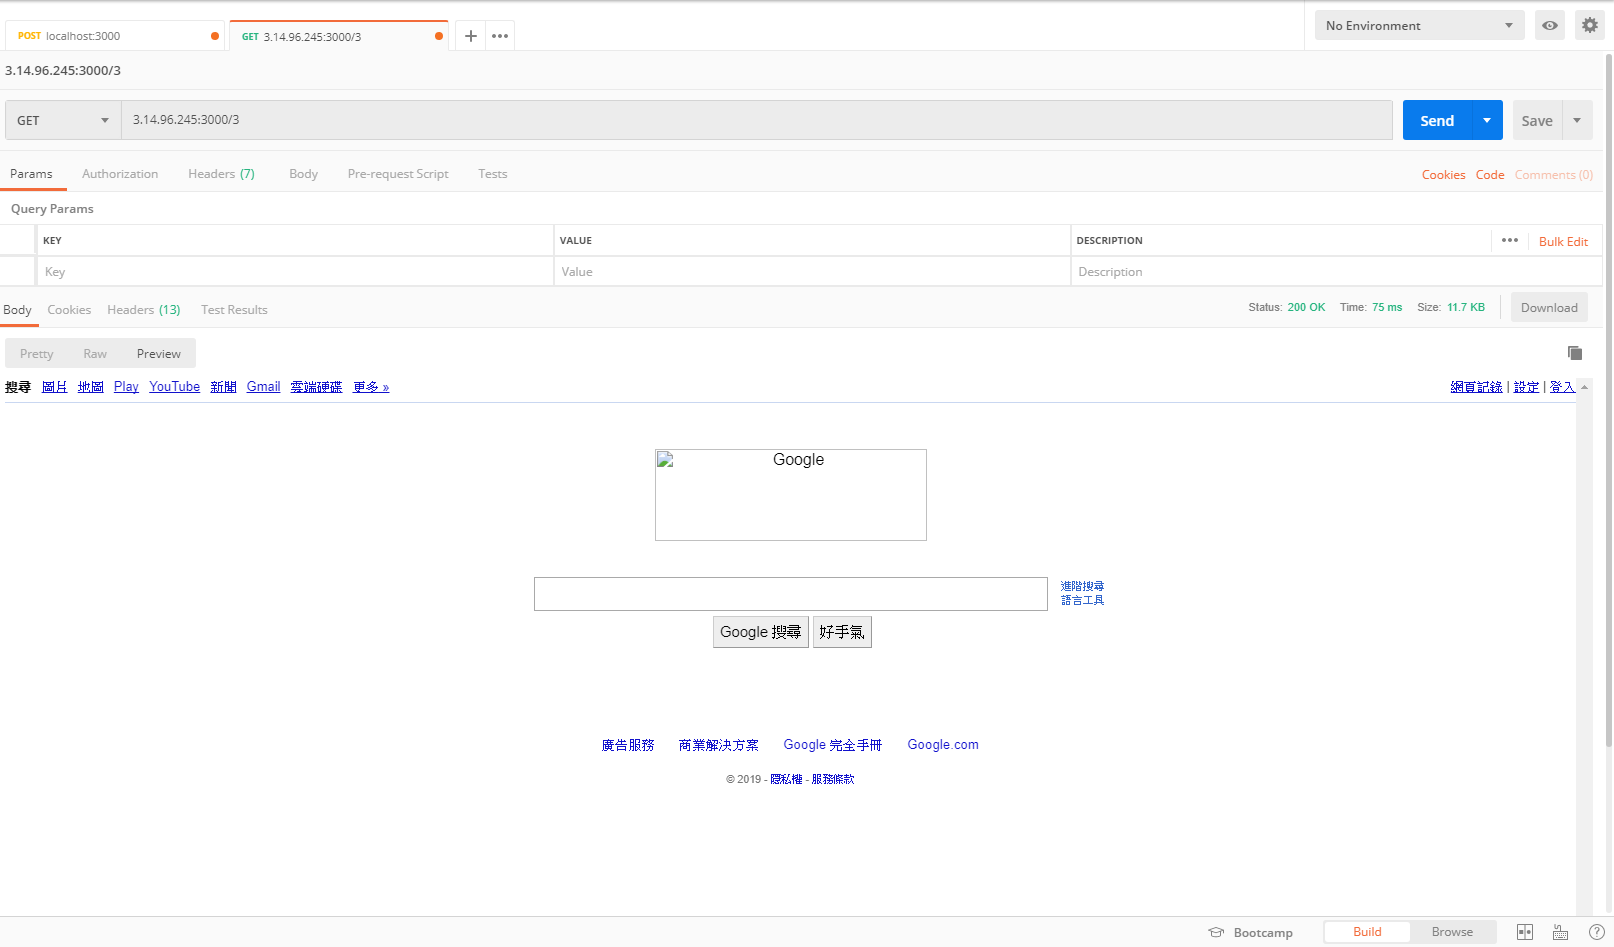 POST localhost:3000
GET 3.14.96.245:3000/3
No Environment
3.14.96.245:3000/3
GET 3.14.96.245:3000/3 Send Save
Params Authorization Headers (7) Body Pre-request Script Tests Cookies Code Comments (0)
Query Params
KEY VALUE DESCRIPTION Bulk Edit
Key Value Description
Body Cookies Headers (13) Test Results Status: 200 OK Time: 75 ms Size: 11.7 KB Download
Pretty Raw Preview
搜尋 圖片 地圖 Play YouTube 新聞 Gmail 雲端硬碟 更多 » 網頁記錄 | 設定 | 登入
Google
進階搜尋
語言工具
Google 搜尋 好手氣
廣告服務 商業解決方案 Google 完全手冊 Google.com
© 2019 - 隱私權 - 服務條款
Bootcamp Build Browse